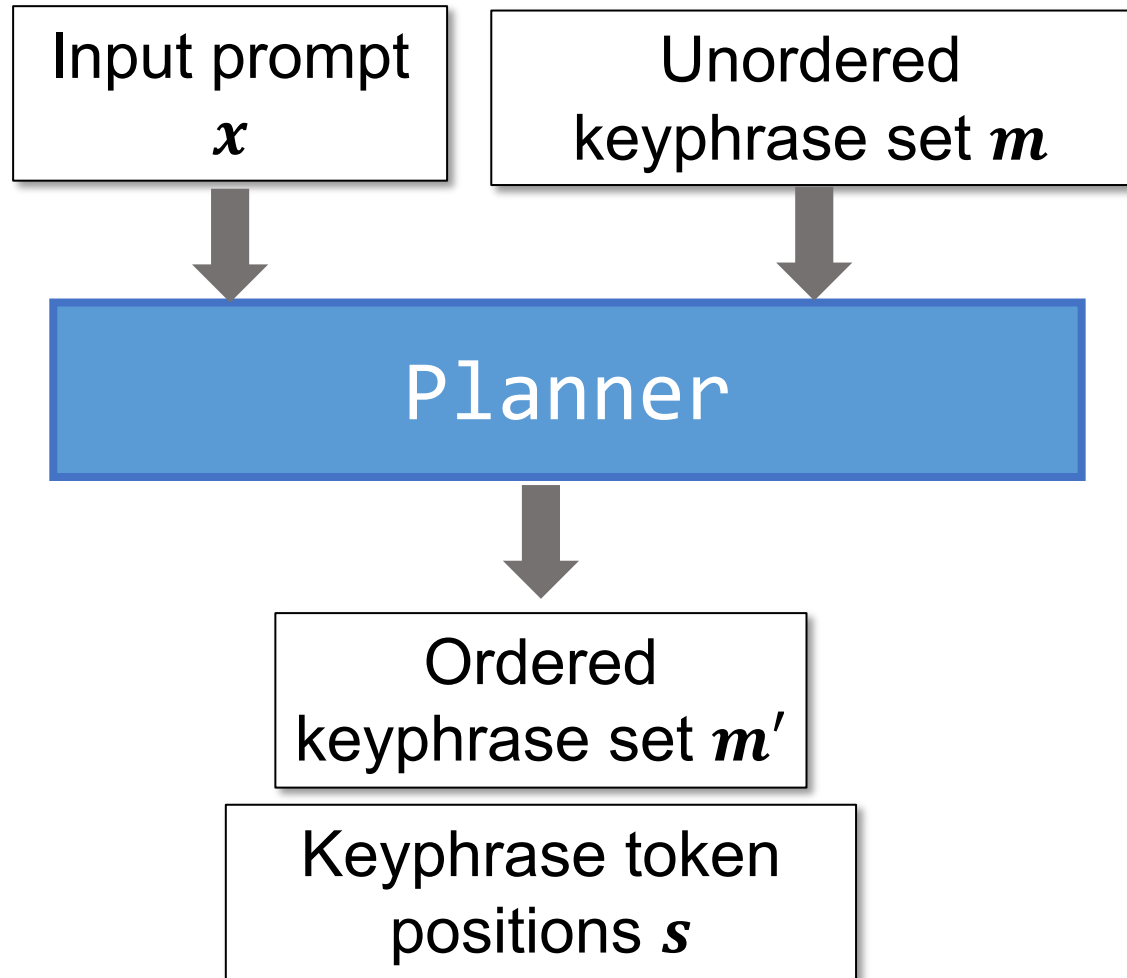 Input prompt
x
Unordered
keyphrase set m
Planner
Ordered
keyphrase set m′
Keyphrase token
positions s